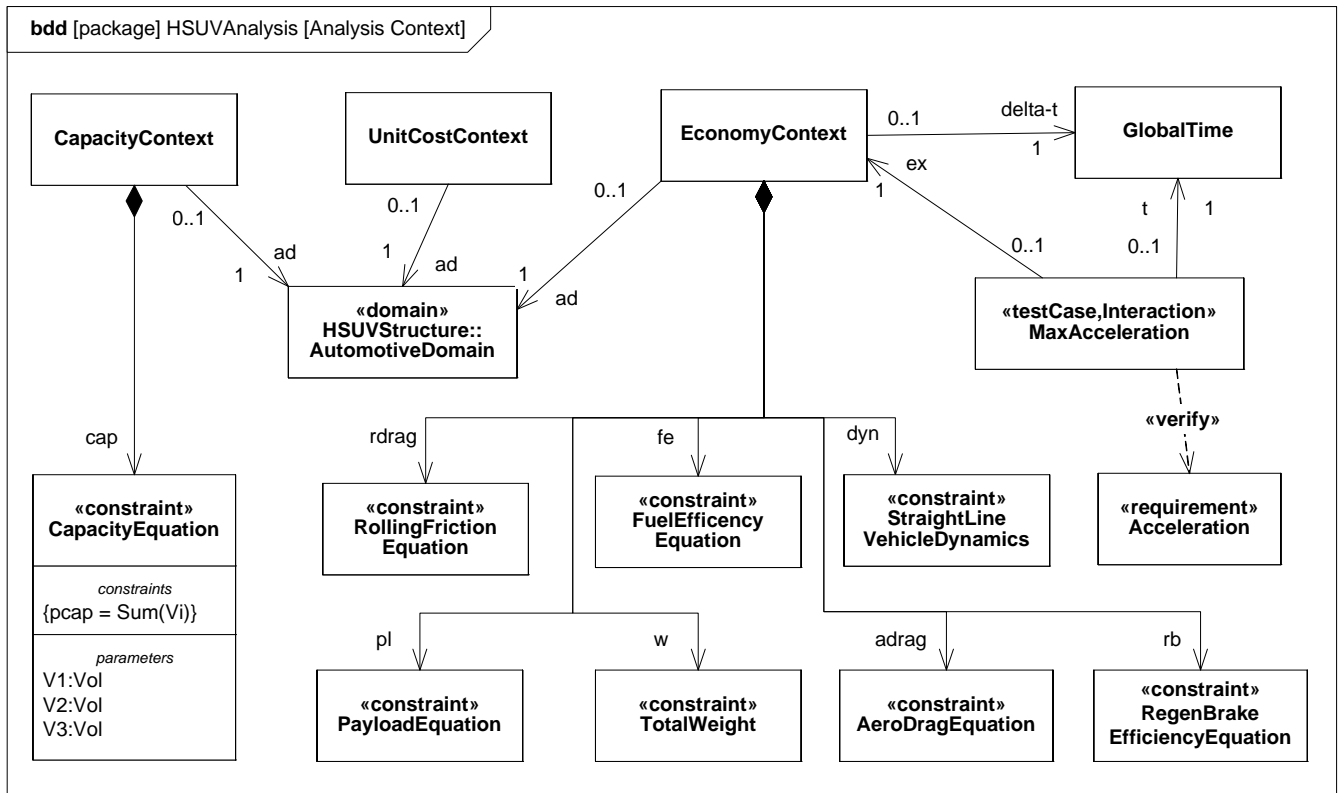 bdd [package] HSUVAnalysis [Analysis Context]
CapacityContext
UnitCostContext
EconomyContext
GlobalTime
0..1
delta-t
1
ex
1
0..1
ad
1
0..1
1
ad
0..1
1
ad
t
1
0..1
0..1
«domain»
HSUVStructure::
AutomotiveDomain
«testCase,Interaction»
MaxAcceleration
«verify»
cap
rdrag
fe
dyn
«constraint»
CapacityEquation
constraints
{pcap = Sum(Vi)}
parameters
V1:Vol
V2:Vol
V3:Vol
«constraint»
RollingFriction
Equation
«constraint»
FuelEfficency
Equation
«constraint»
StraightLine
VehicleDynamics
«requirement»
Acceleration
pl
w
adrag
rb
«constraint»
PayloadEquation
«constraint»
TotalWeight
«constraint»
AeroDragEquation
«constraint»
RegenBrake
EfficiencyEquation